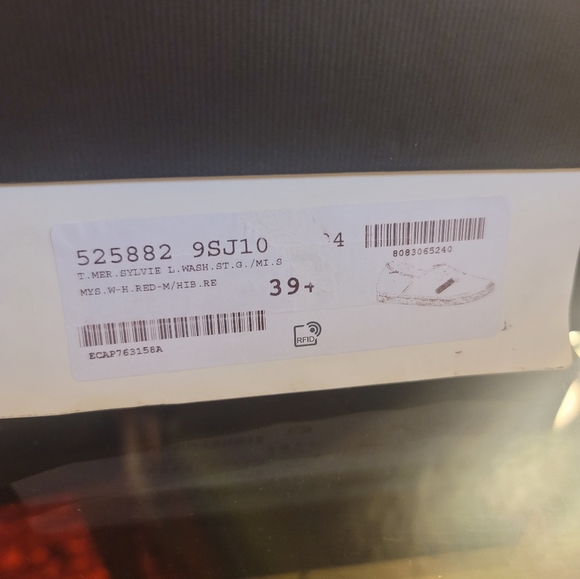 525882 9SJ10
T.MER.SYLVIE L.WASH.ST.G./MI.S
MYS.W-H.RED-M/HIB.RE
39+
8083065240
ECAP763158A
RFID